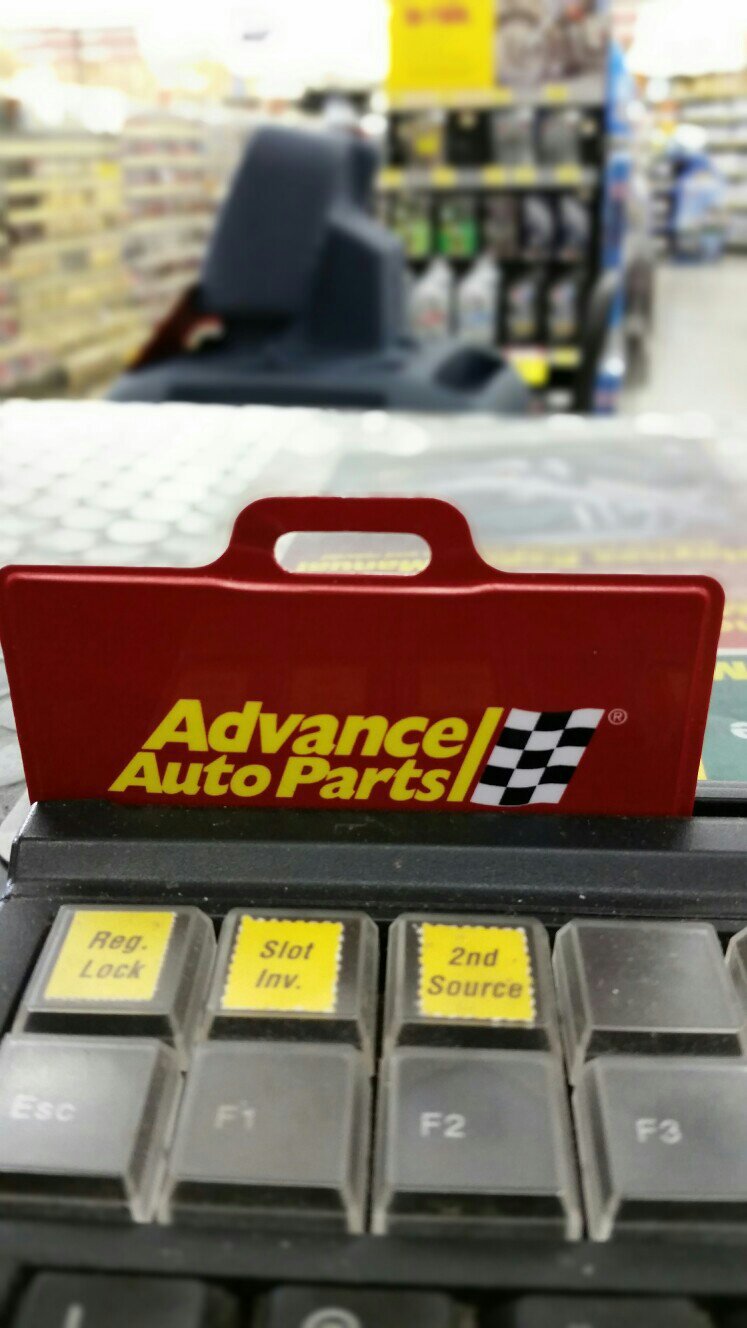 Advance
Auto Parts®
Reg.
Lock
Slot
Inv.
2nd
Source
Esc
F1
F2
F3